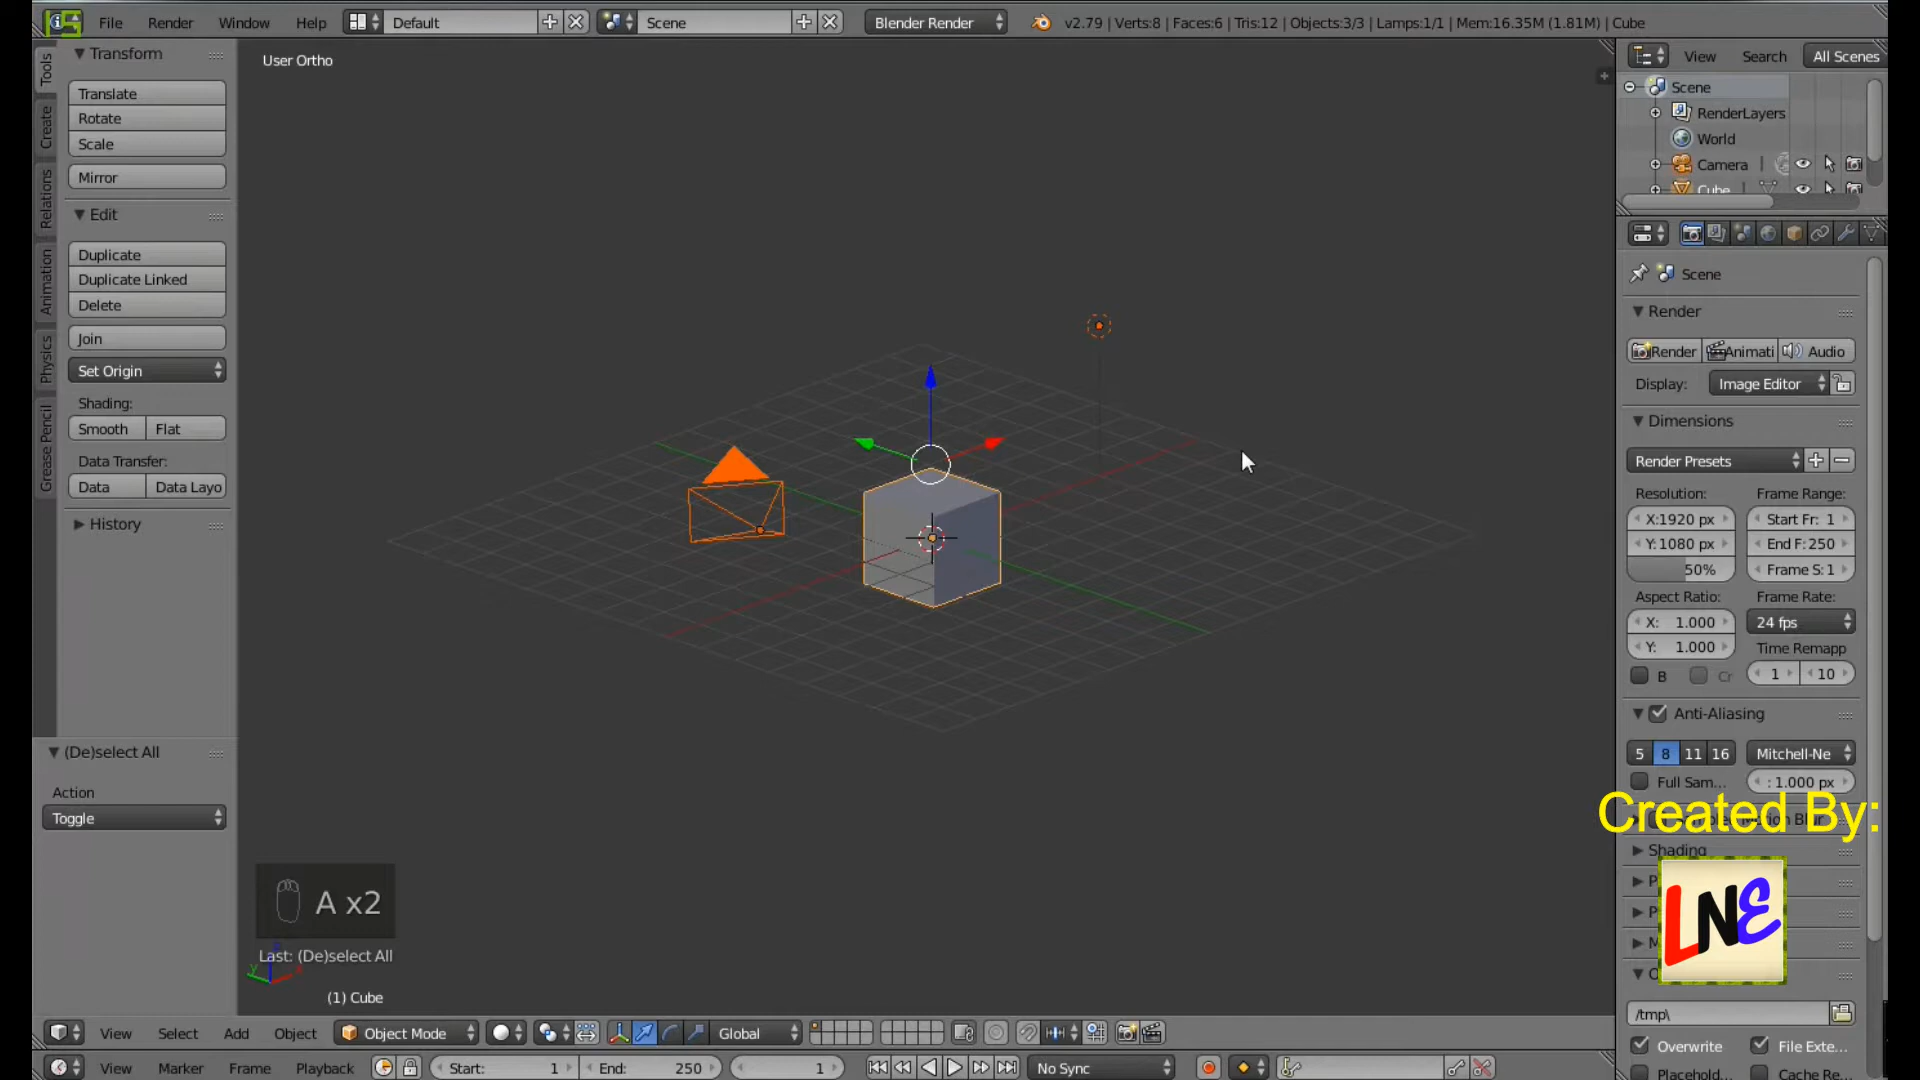 File Render Window Help Default Scene Blender Render v2.79 | Verts:8 | Faces:6 | Tris:12 | Objects:3/3 | Lamps:1/1 | Mem:16.35M (1.81M) | Cube
Tools
Create
Relations
Animation
Physics
Grease Pencil
Transform
Translate
Rotate
Scale
Mirror
Edit
Duplicate
Duplicate Linked
Delete
Join
Set Origin
Shading:
Smooth Flat
Data Transfer:
Data Data Layo
History
(De)select All
Action
Toggle
User Ortho
A x2
Last: (De)select All
(1) Cube
View Search All Scenes
Scene
RenderLayers
World
Camera
Cube
Scene
Render
Render Animati Audio
Display: Image Editor
Dimensions
Render Presets
Resolution: Frame Range:
X:1920 px Start Fr: 1
Y:1080 px End F:250
50% Frame S:1
Aspect Ratio: Frame Rate:
X: 1.000 24 fps
Y: 1.000 Time Remapp
B Cr 1 10
Anti-Aliasing
5 8 11 16 Mitchell-Ne
Full Sam... : 1.000 px
Created By:
Shading
LNE
/tmp\
Overwrite File Exte...
Placehold... Cache Re...
View Select Add Object Object Mode Global
View Marker Frame Playback Start: 1 End: 250 1 No Sync